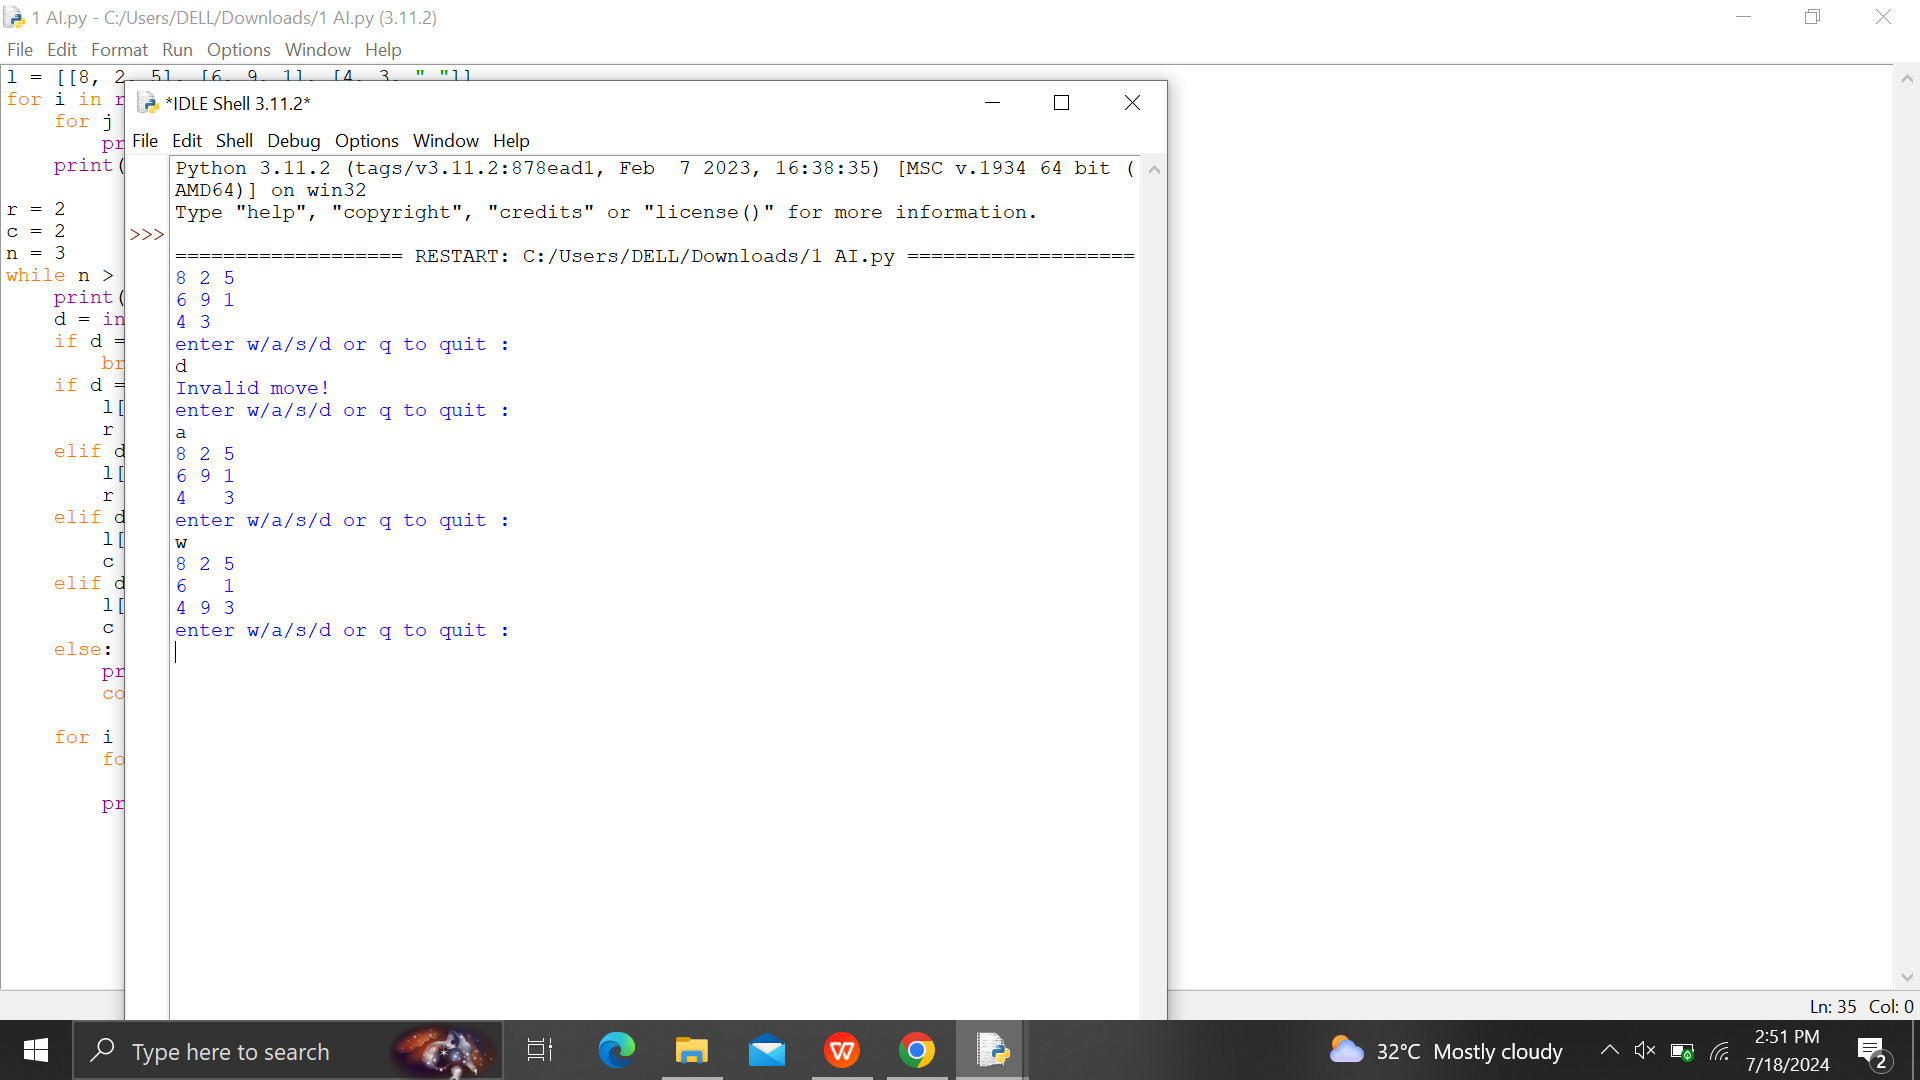 1 AI.py - C:/Users/DELL/Downloads/1 AI.py (3.11.2)
File Edit Format Run Options Window Help
l = [[8, 2, 5], [6, 9, 1], [4, 3, " "]]
for i in r
for j
pr
print(
r = 2
c = 2
n = 3
while n >
print(
d = in
if d =
br
if d =
l[
r
elif d
l[
r
elif d
l[
c
elif d
l[
c
else:
pr
co
for i
fo
pr
*IDLE Shell 3.11.2*
File Edit Shell Debug Options Window Help
Python 3.11.2 (tags/v3.11.2:878ead1, Feb  7 2023, 16:38:35) [MSC v.1934 64 bit (
AMD64)] on win32
Type "help", "copyright", "credits" or "license()" for more information.
>>>
=================== RESTART: C:/Users/DELL/Downloads/1 AI.py ===================
8 2 5
6 9 1
4 3
enter w/a/s/d or q to quit :
d
Invalid move!
enter w/a/s/d or q to quit :
a
8 2 5
6 9 1
4   3
enter w/a/s/d or q to quit :
w
8 2 5
6   1
4 9 3
enter w/a/s/d or q to quit :
Ln: 35 Col: 0
Type here to search
W
32°C Mostly cloudy
2:51 PM
7/18/2024
2